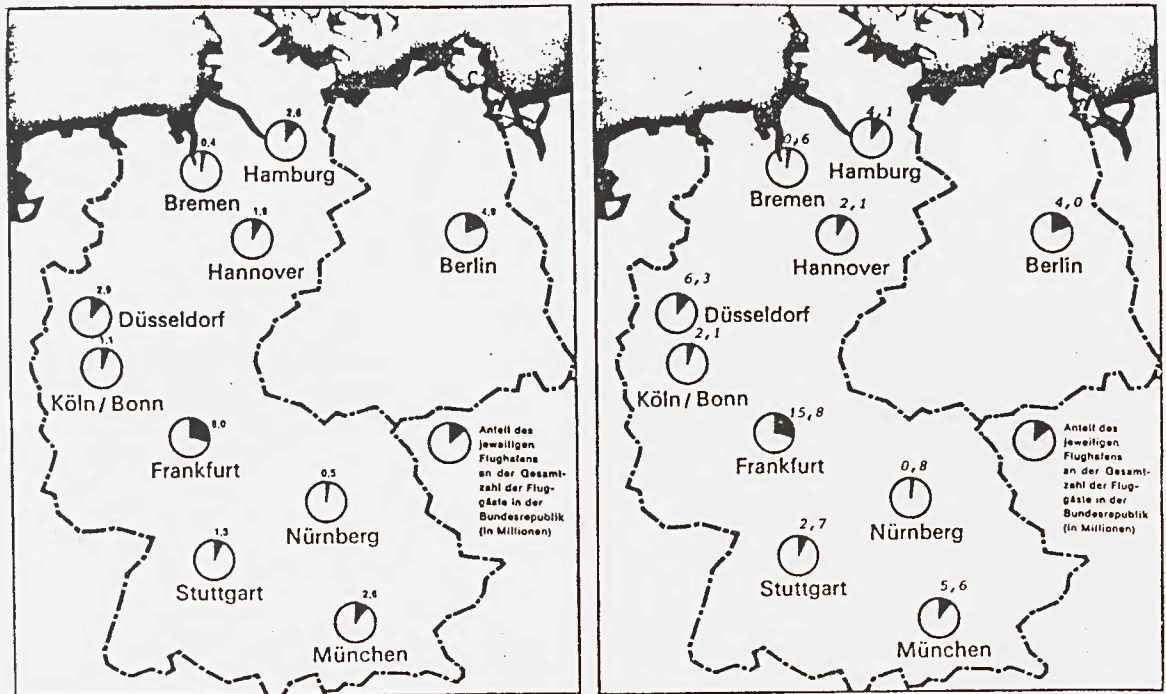 2,6
Hamburg
0,4
Bremen
1,8
Hannover
4,9
Berlin
2,9
Düsseldorf
1,1
Köln / Bonn
8,0
Frankfurt
Anteil des
jeweiligen
Flughafens
an der Gesamt-
zahl der Flug-
gäste in der
Bundesrepublik
(in Millionen)
0,5
Nürnberg
1,3
Stuttgart
2,6
München
4,1
Hamburg
0,6
Bremen
2,1
Hannover
4,0
Berlin
6,3
Düsseldorf
2,1
Köln / Bonn
15,8
Frankfurt
Anteil des
jeweiligen
Flughafens
an der Gesamt-
zahl der Flug-
gäste in der
Bundesrepublik
(in Millionen)
0,8
Nürnberg
2,7
Stuttgart
5,6
München